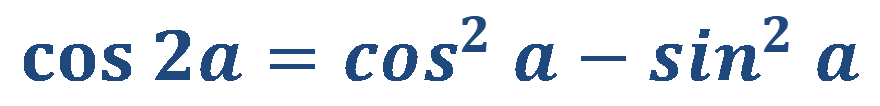 cos 2a = cos² a − sin² a